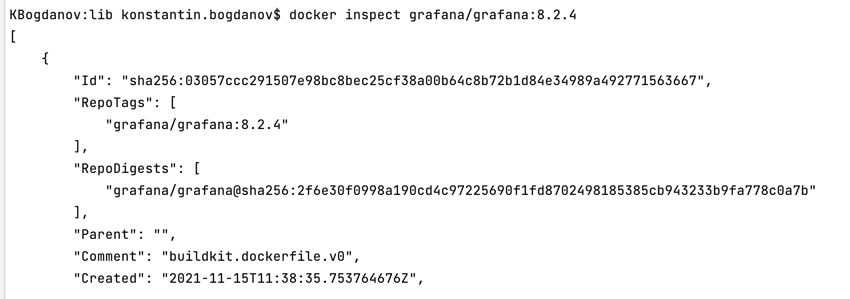 KBogdanov:lib konstantin.bogdanov$ docker inspect grafana/grafana:8.2.4
[
    {
        "Id": "sha256:03057ccc291507e98bc8bec25cf38a00b64c8b72b1d84e34989a492771563667",
        "RepoTags": [
            "grafana/grafana:8.2.4"
        ],
        "RepoDigests": [
            "grafana/grafana@sha256:2f6e30f0998a190cd4c97225690f1fd8702498185385cb943233b9fa778c0a7b"
        ],
        "Parent": "",
        "Comment": "buildkit.dockerfile.v0",
        "Created": "2021-11-15T11:38:35.753764676Z",